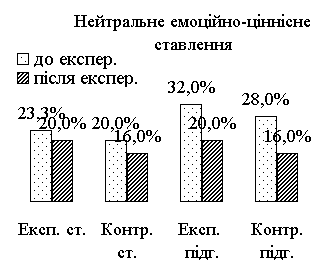 Нейтральне емоційно-ціннісне
ставлення
до експер.
після експер.
23,3% 20,0% 20,0% 16,0% 32,0% 20,0% 28,0% 16,0%
Експ. ст. Контр. Експ. Контр.
ст. підг. підг.